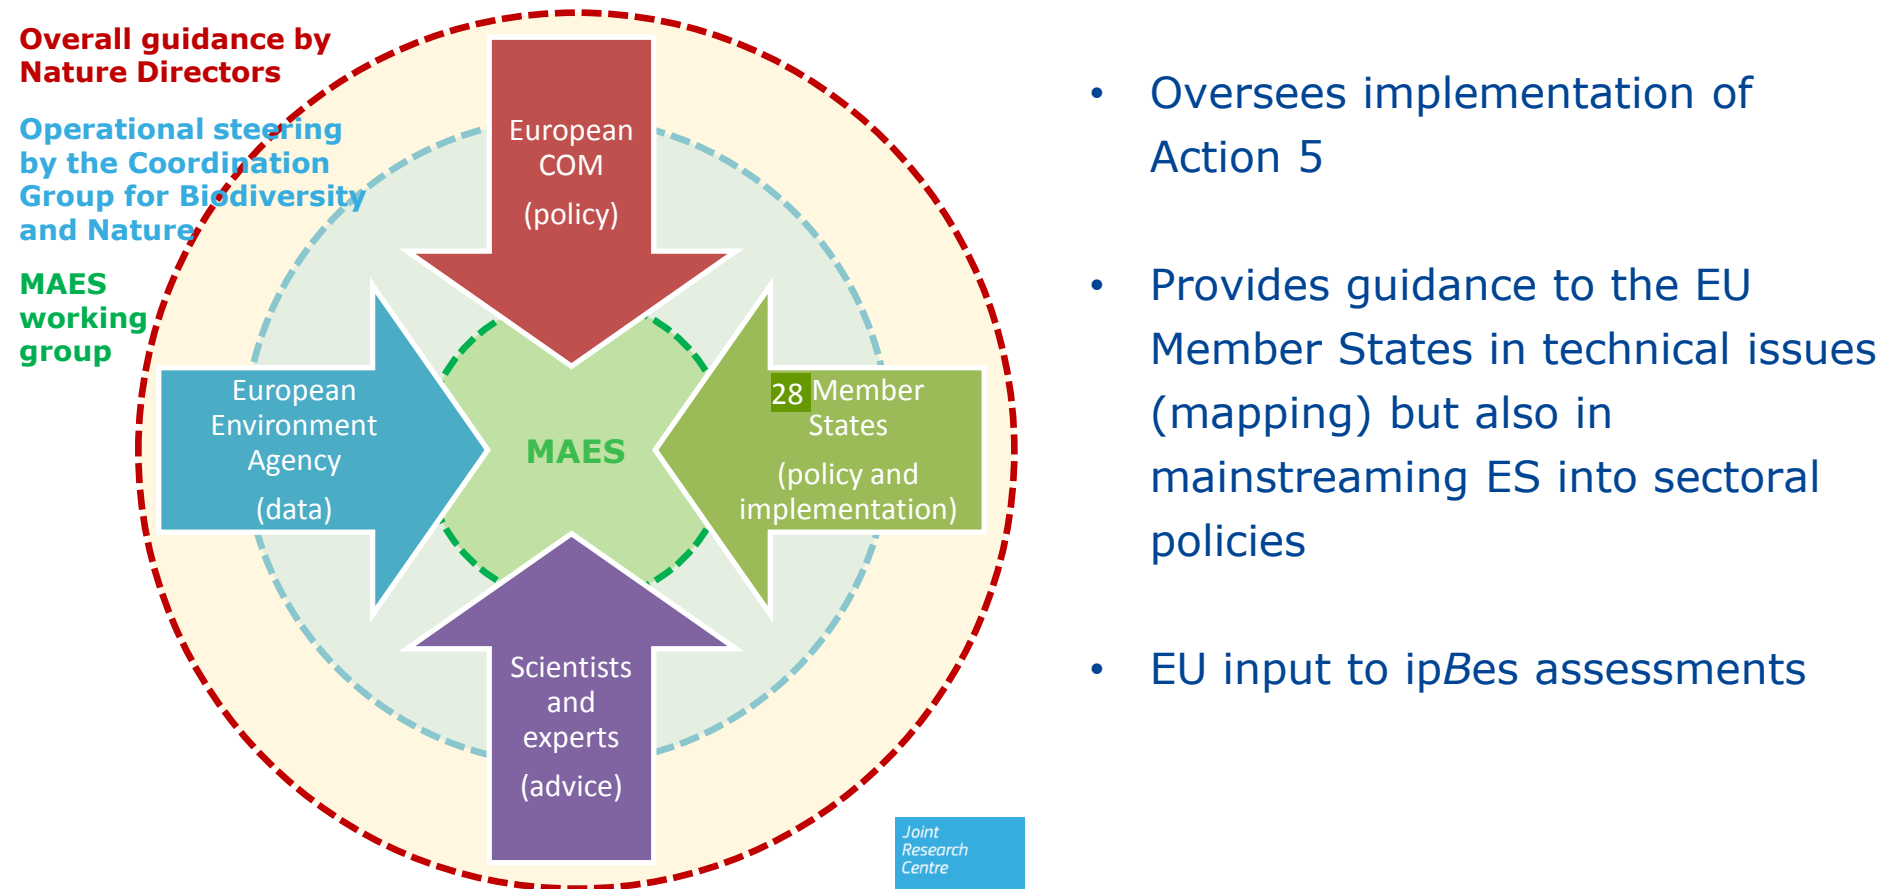 Overall guidance by
Nature Directors
Operational steering
by the Coordination
Group for Biodiversity
and Nature
MAES
working
group
European
COM
(policy)
European
Environment
Agency
(data)
MAES
28 Member
States
(policy and
implementation)
Scientists
and
experts
(advice)
Joint
Research
Centre
• Oversees implementation of
Action 5
• Provides guidance to the EU
Member States in technical issues
(mapping) but also in
mainstreaming ES into sectoral
policies
• EU input to ipBes assessments